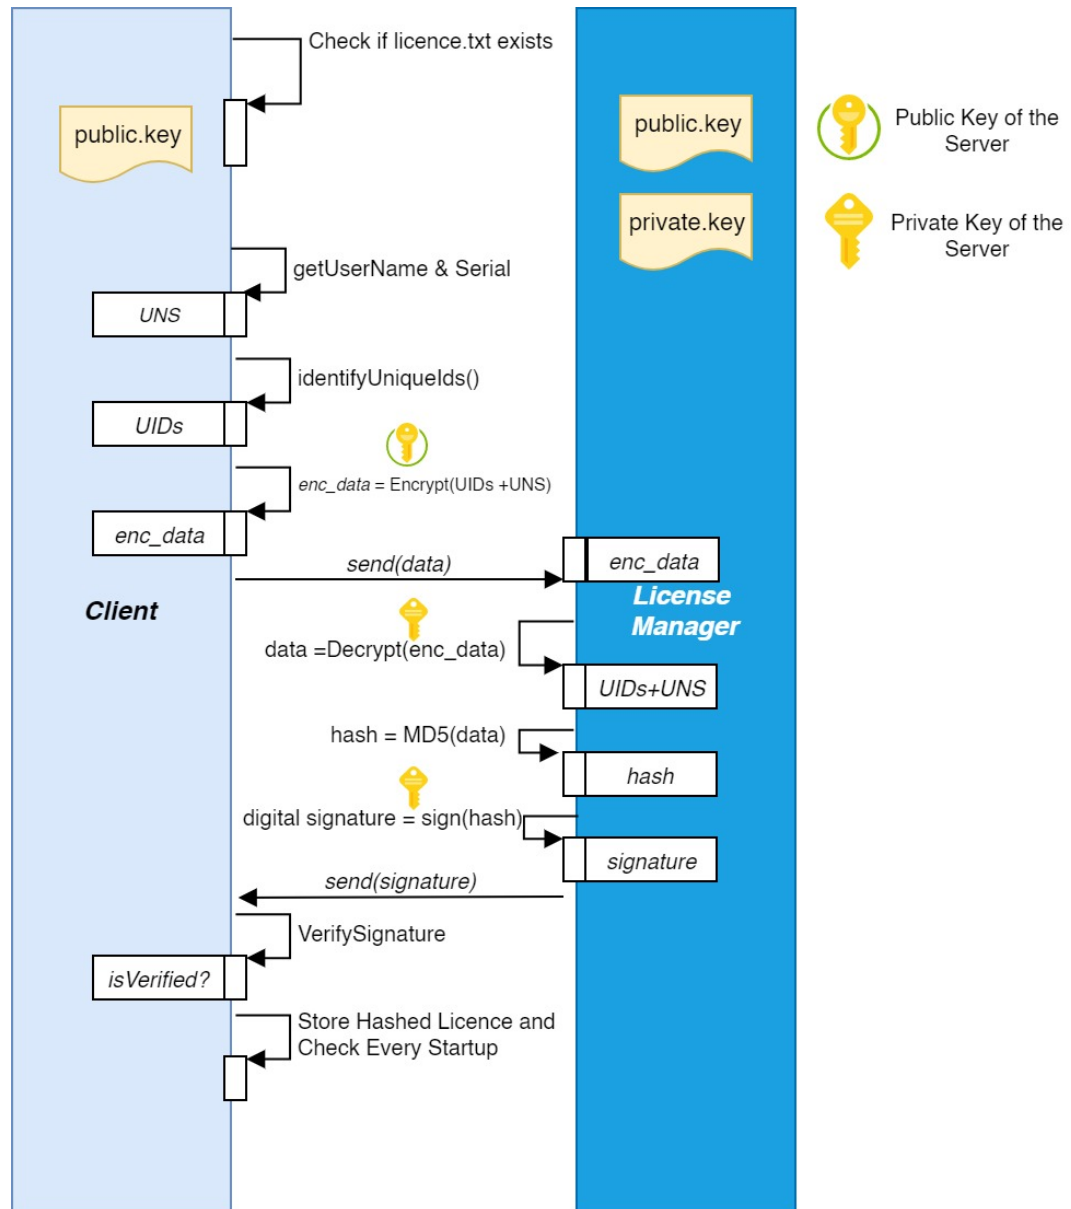 Check if licence.txt exists
public.key
public.key
Public Key of the
Server
private.key
Private Key of the
Server
getUserName & Serial
UNS
identifyUniqueIds()
UIDs
enc_data = Encrypt(UIDs +UNS)
enc_data
send(data)
enc_data
Client
License
Manager
data =Decrypt(enc_data)
UIDs+UNS
hash = MD5(data)
hash
digital signature = sign(hash)
signature
send(signature)
VerifySignature
isVerified?
Store Hashed Licence and
Check Every Startup